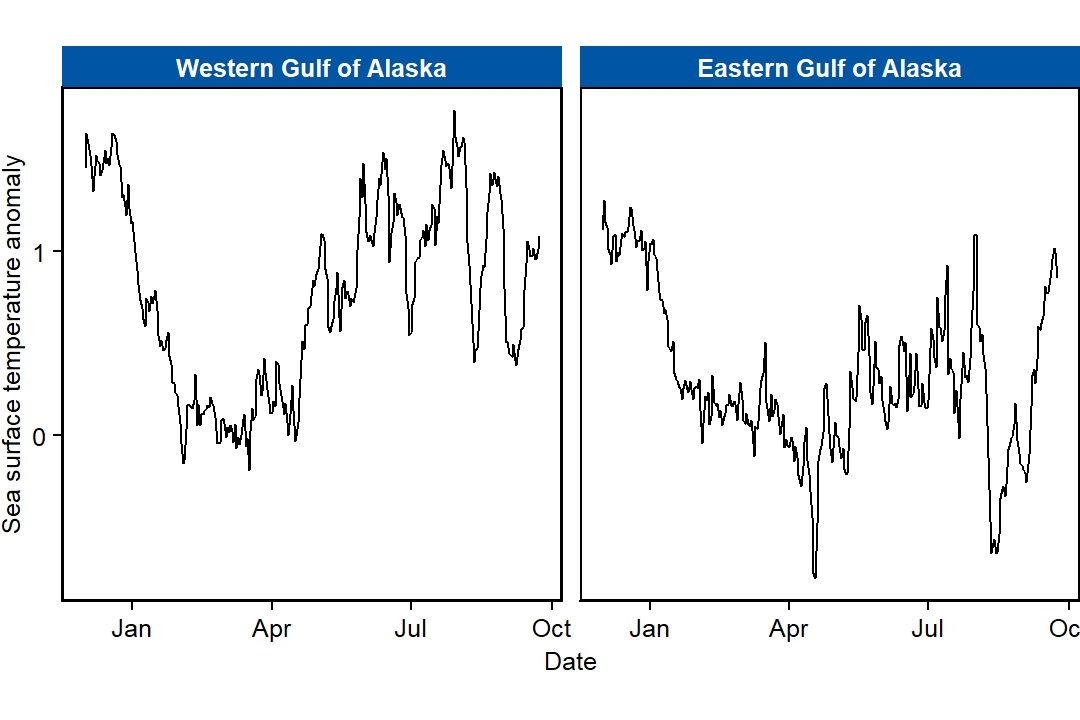 Western Gulf of Alaska
Eastern Gulf of Alaska
Sea surface temperature anomaly
1
0
Jan Apr Jul Oct
Jan Apr Jul Oc
Date